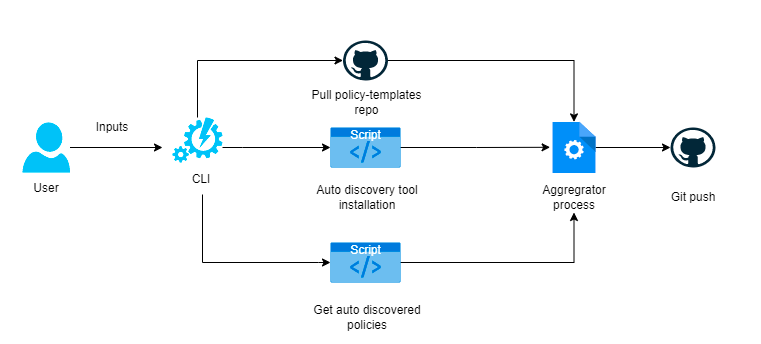 Pull policy-templates
repo
Inputs
User
CLI
Script
</>
Auto discovery tool
installation
Aggregrator
process
Git push
Script
</>
Get auto discovered
policies